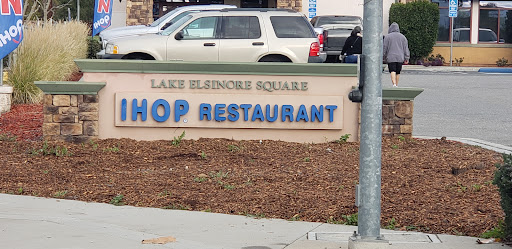 LAKE ELSINORE SQUARE
IHOP RESTAURANT